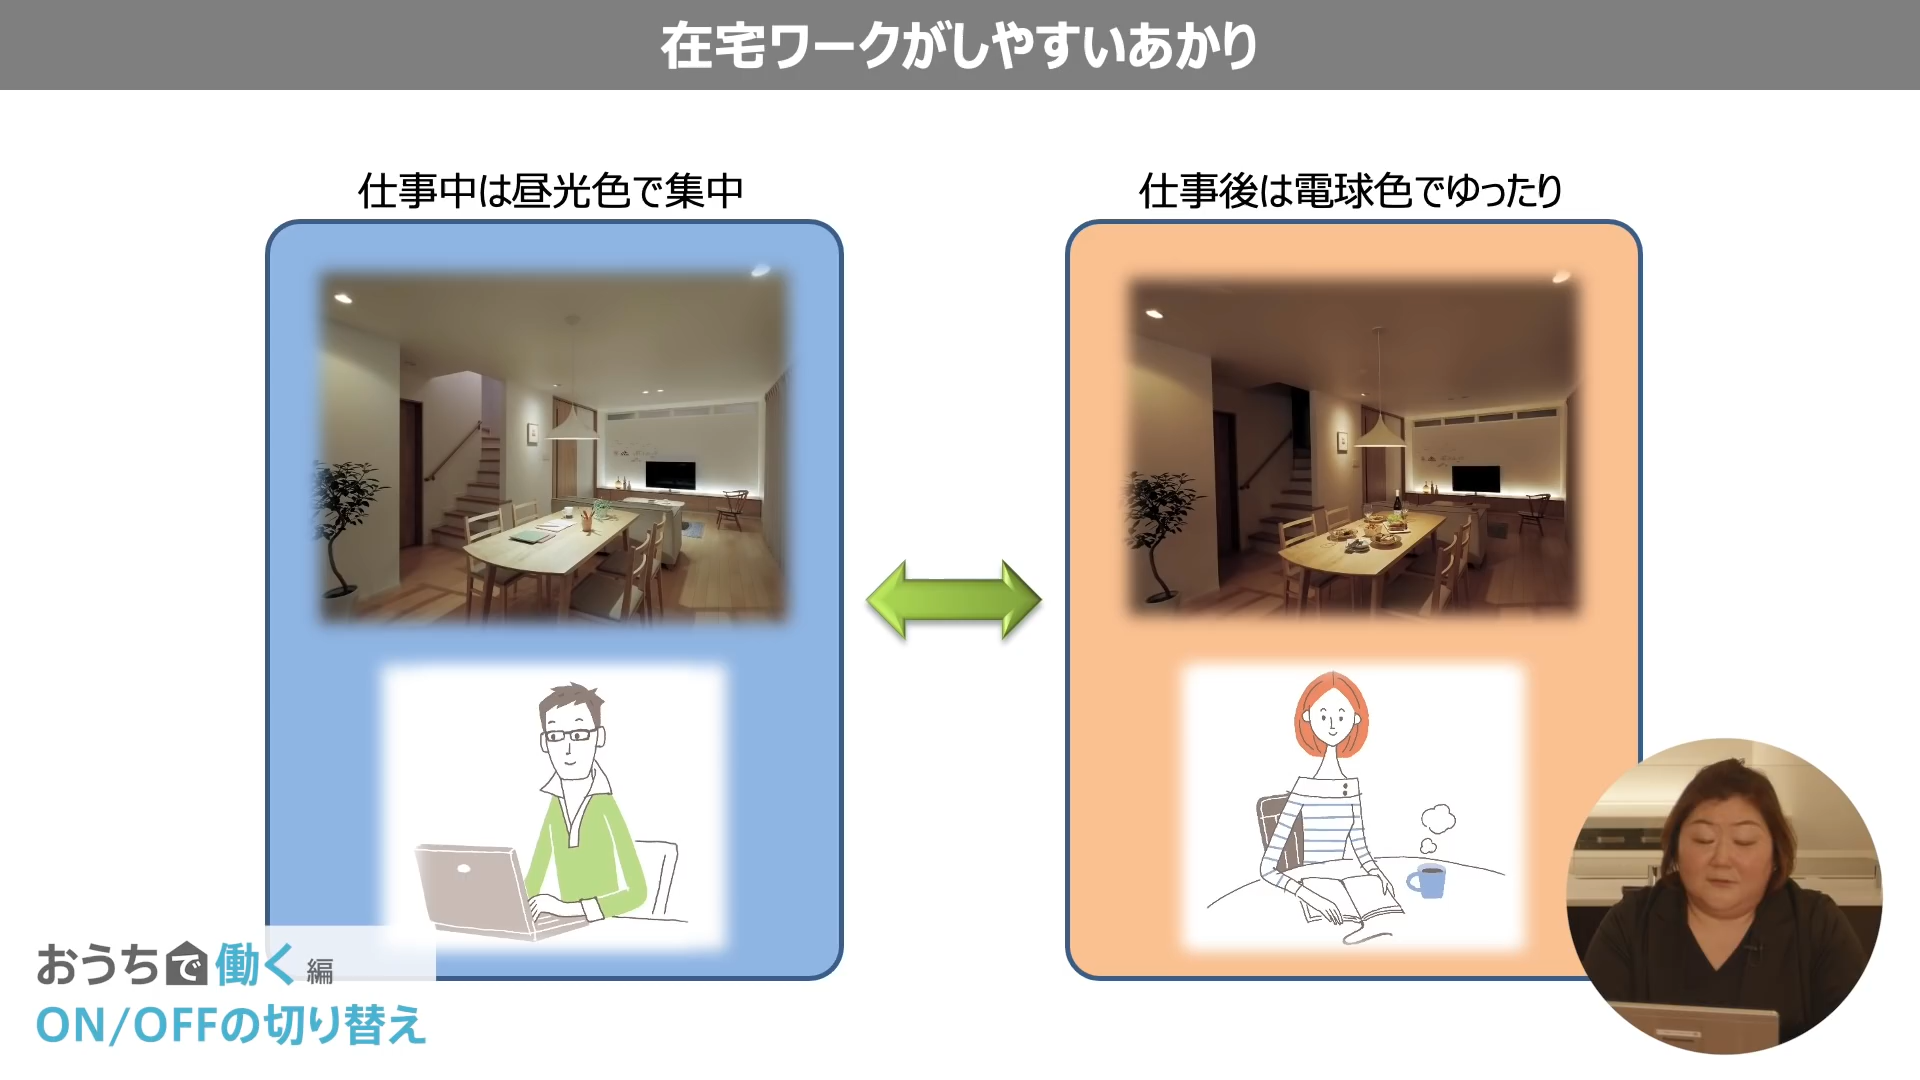 在宅ワークがしやすいあかり
仕事中は昼光色で集中
仕事後は電球色でゆったり
おうちで働く編
ON/OFFの切り替え